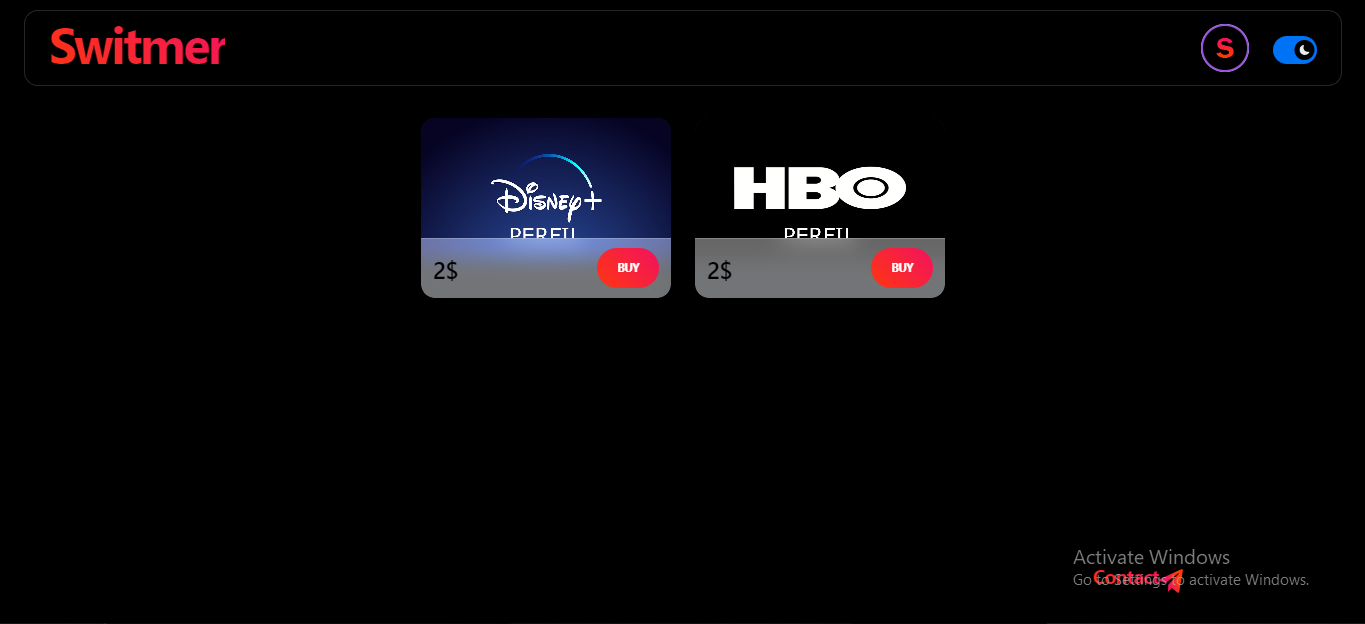 Switmer
S
DISNEY+
HBO
PERFIL
PERFIL
2$
BUY
2$
BUY
Activate Windows
Contact
Go to Settings to activate Windows.